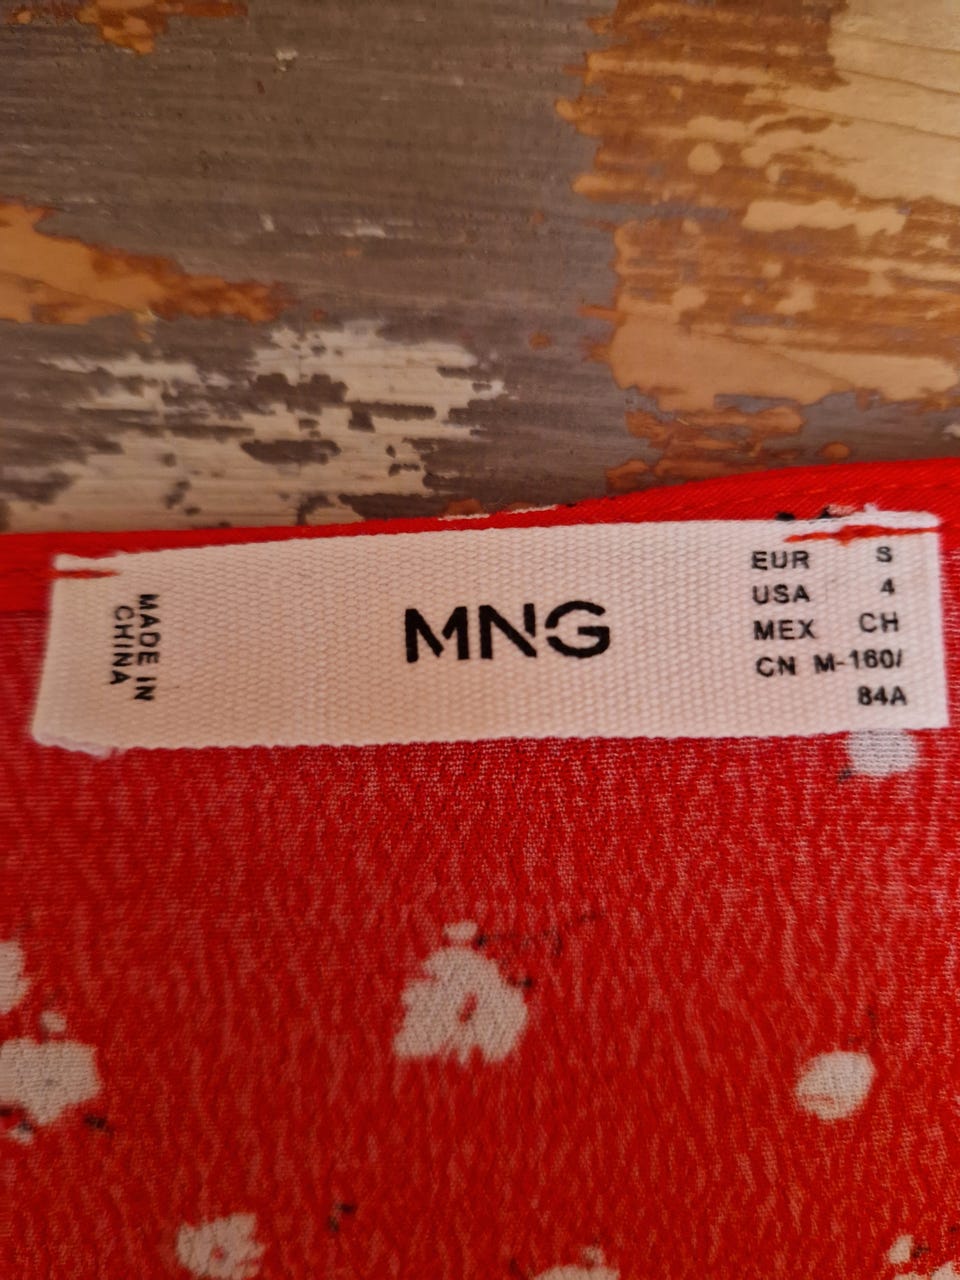 MADE IN
CHINA
MNG
EUR S
USA 4
MEX CH
CN M-160/
84A